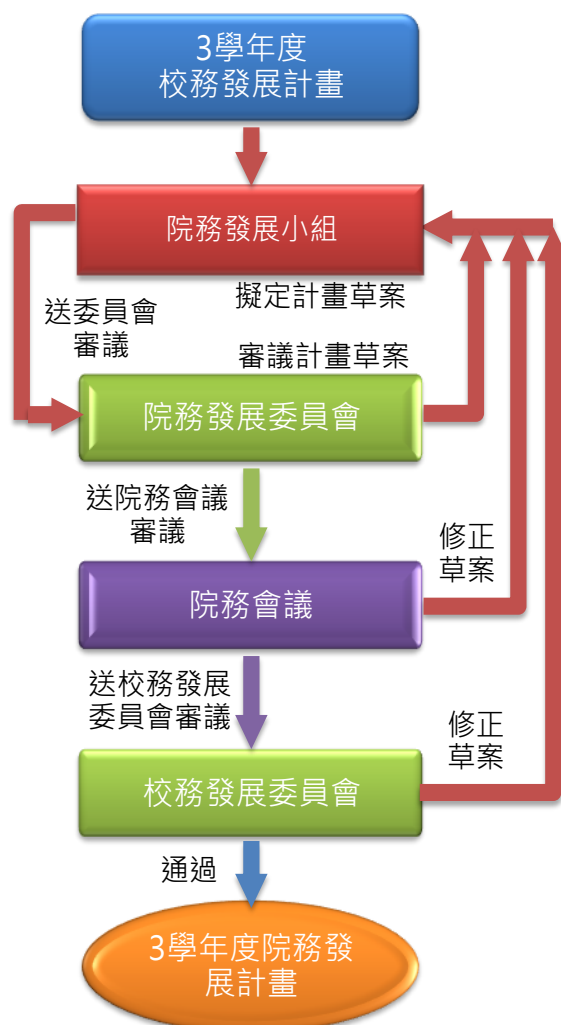 3學年度
校務發展計畫
院務發展小組
擬定計畫草案
送委員會
審議
審議計畫草案
院務發展委員會
送院務會議
審議
修正
草案
院務會議
送校務發展
委員會審議
修正
草案
校務發展委員會
通過
3學年度院務發
展計畫